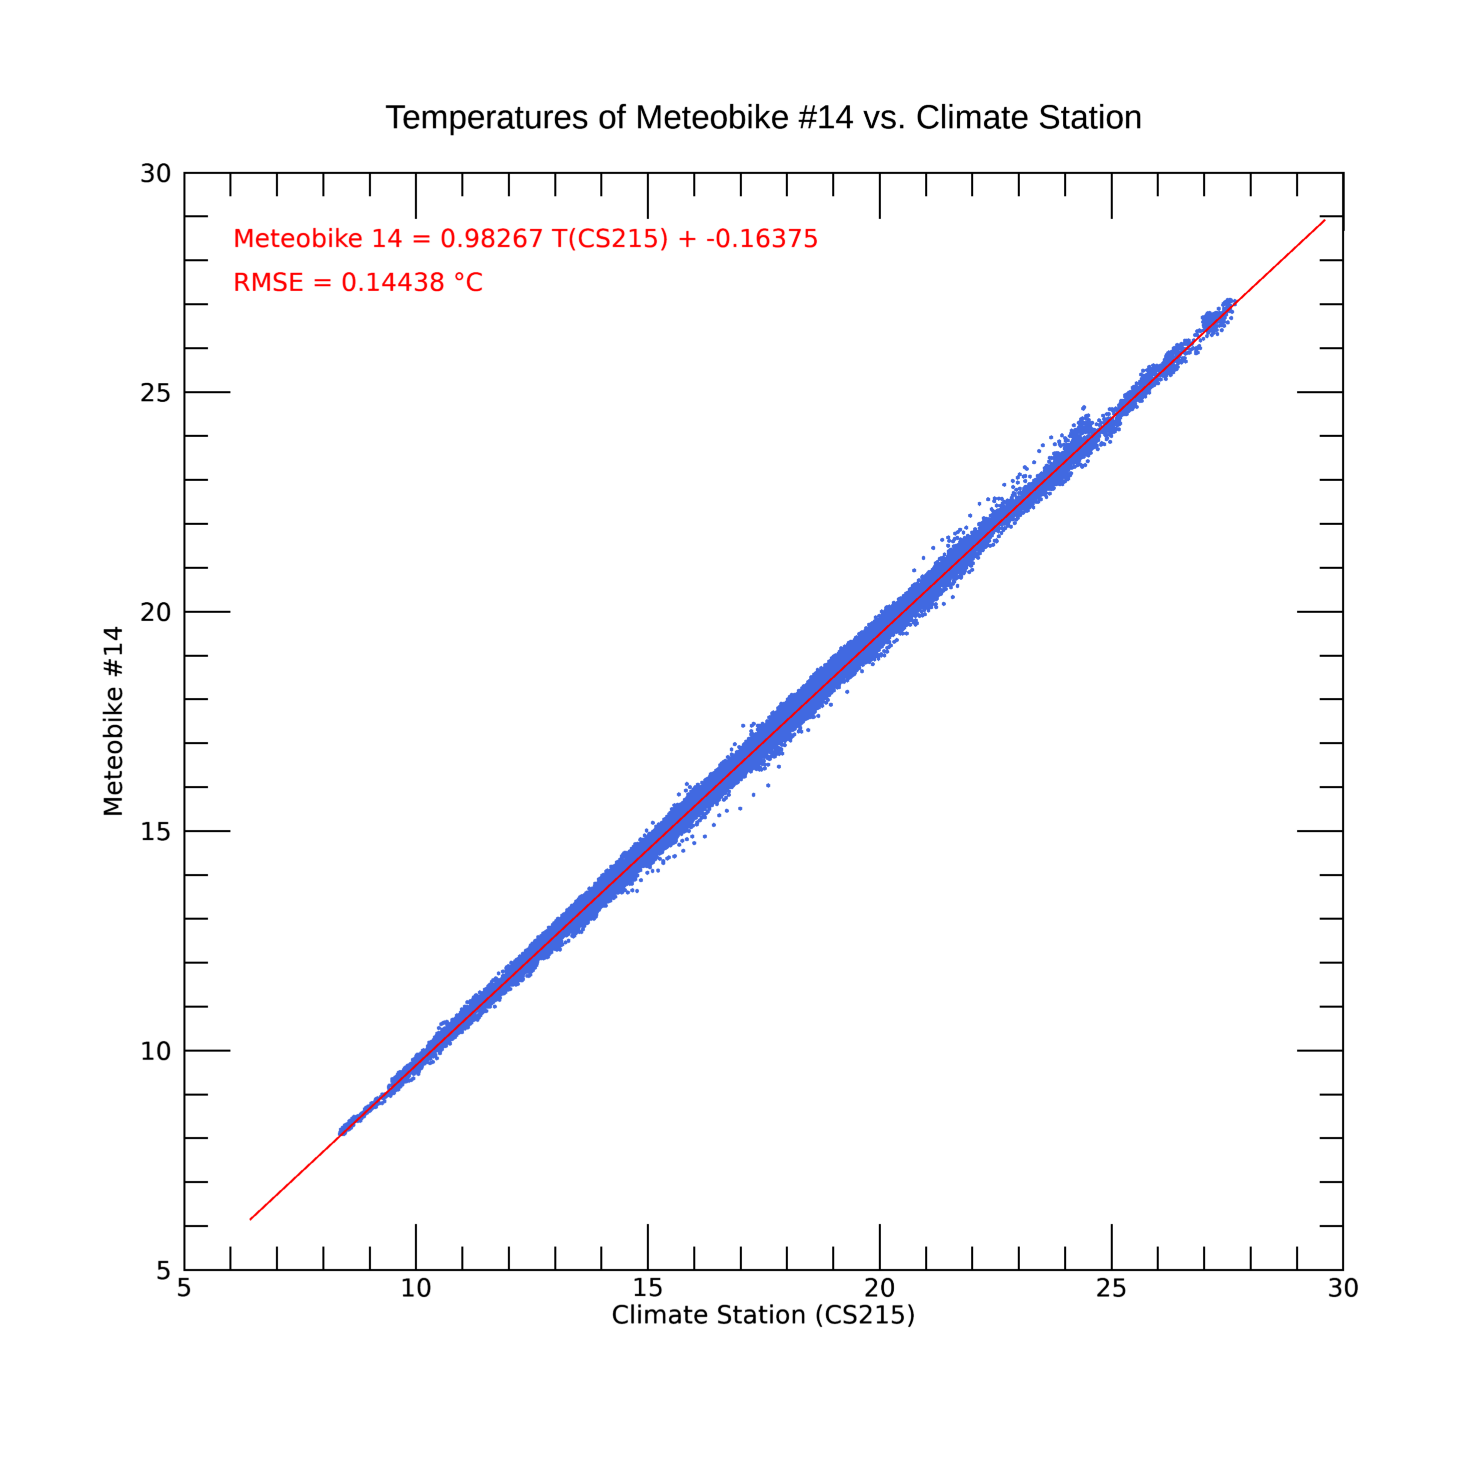 Temperatures of Meteobike #14 vs. Climate Station
30
Meteobike 14 = 0.98267 T(CS215) + -0.16375
RMSE = 0.14438 °C
25
20
Meteobike #14
15
10
5
5 10 15 20 25 30
Climate Station (CS215)